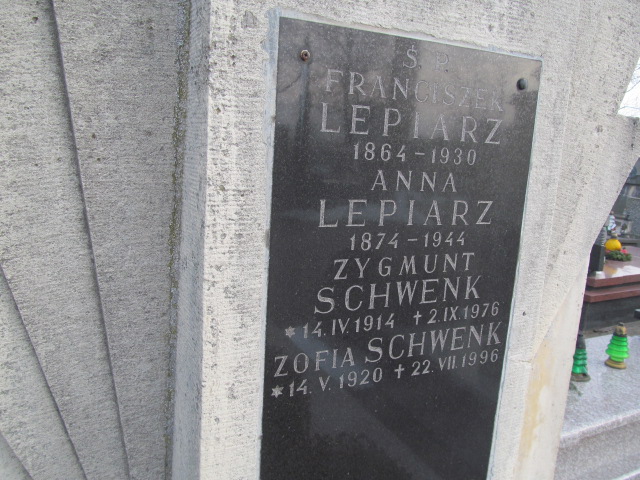 Ś. P.
FRANCISZEK
LEPIARZ
1864 - 1930
ANNA
LEPIARZ
1874 - 1944
ZYGMUNT
SCHWENK
* 14.IV.1914 + 2.IX.1976
ZOFIA SCHWENK
* 14.V.1920 + 22.VII.1996